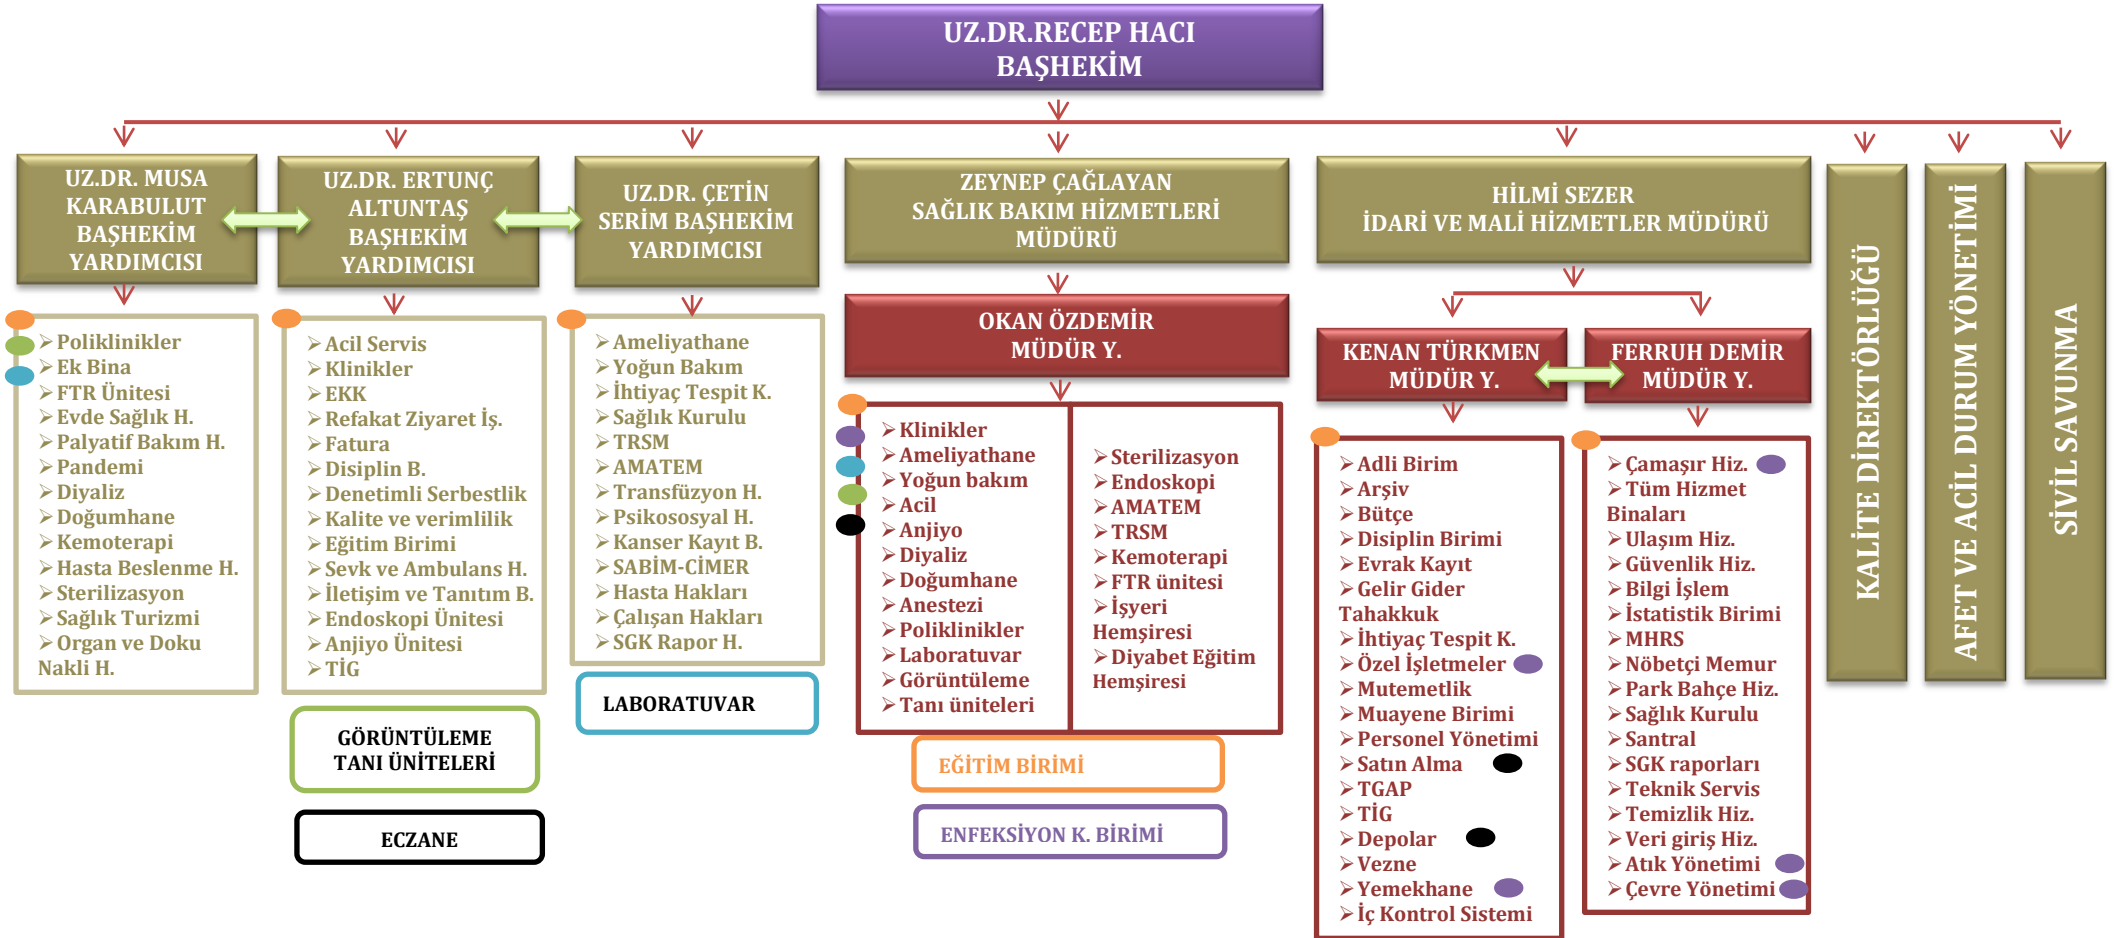 UZ.DR.RECEP HACI
BAŞHEKİM
UZ.DR. MUSA
KARABULUT
BAŞHEKİM
YARDIMCISI
UZ.DR. ERTUNÇ
ALTUNTAŞ
BAŞHEKİM
YARDIMCISI
UZ.DR. ÇETİN
SERİM BAŞHEKİM
YARDIMCISI
ZEYNEP ÇAĞLAYAN
SAĞLIK BAKIM HİZMETLERİ
MÜDÜRÜ
HİLMİ SEZER
İDARİ VE MALİ HİZMETLER MÜDÜRÜ
KALİTE DİREKTÖRLÜĞÜ
AFET VE ACİL DURUM YÖNETİMİ
SİVİL SAVUNMA
OKAN ÖZDEMİR
MÜDÜR Y.
KENAN TÜRKMEN
MÜDÜR Y.
FERRUH DEMİR
MÜDÜR Y.
Poliklinikler
Ek Bina
FTR Ünitesi
Evde Sağlık H.
Palyatif Bakım H.
Pandemi
Diyaliz
Doğumhane
Kemoterapi
Hasta Beslenme H.
Sterilizasyon
Sağlık Turizmi
Organ ve Doku
Nakli H.
Acil Servis
Klinikler
EKK
Refakat Ziyaret İş.
Fatura
Disiplin B.
Denetimli Serbestlik
Kalite ve verimlilik
Eğitim Birimi
Sevk ve Ambulans H.
İletişim ve Tanıtım B.
Endoskopi Ünitesi
Anjiyo Ünitesi
TİG
Ameliyathane
Yoğun Bakım
İhtiyaç Tespit K.
Sağlık Kurulu
TRSM
AMATEM
Transfüzyon H.
Psikososyal H.
Kanser Kayıt B.
SABİM-CİMER
Hasta Hakları
Çalışan Hakları
SGK Rapor H.
Klinikler
Ameliyathane
Yoğun bakım
Acil
Anjiyo
Diyaliz
Doğumhane
Anestezi
Poliklinikler
Laboratuvar
Görüntüleme
Tanı üniteleri
Sterilizasyon
Endoskopi
AMATEM
TRSM
Kemoterapi
FTR ünitesi
İşyeri
Hemşiresi
Diyabet Eğitim
Hemşiresi
Adli Birim
Arşiv
Bütçe
Disiplin Birimi
Evrak Kayıt
Gelir Gider
Tahakkuk
İhtiyaç Tespit K.
Özel İşletmeler
Mutemetlik
Muayene Birimi
Personel Yönetimi
Satın Alma
TGAP
TİG
Depolar
Vezne
Yemekhane
İç Kontrol Sistemi
Çamaşır Hiz.
Tüm Hizmet
Binaları
Ulaşım Hiz.
Güvenlik Hiz.
Bilgi İşlem
İstatistik Birimi
MHRS
Nöbetçi Memur
Park Bahçe Hiz.
Sağlık Kurulu
Santral
SGK raporları
Teknik Servis
Temizlik Hiz.
Veri giriş Hiz.
Atık Yönetimi
Çevre Yönetimi
GÖRÜNTÜLEME
TANI ÜNİTELERİ
ECZANE
LABORATUVAR
EĞİTİM BİRİMİ
ENFEKSİYON K. BİRİMİ